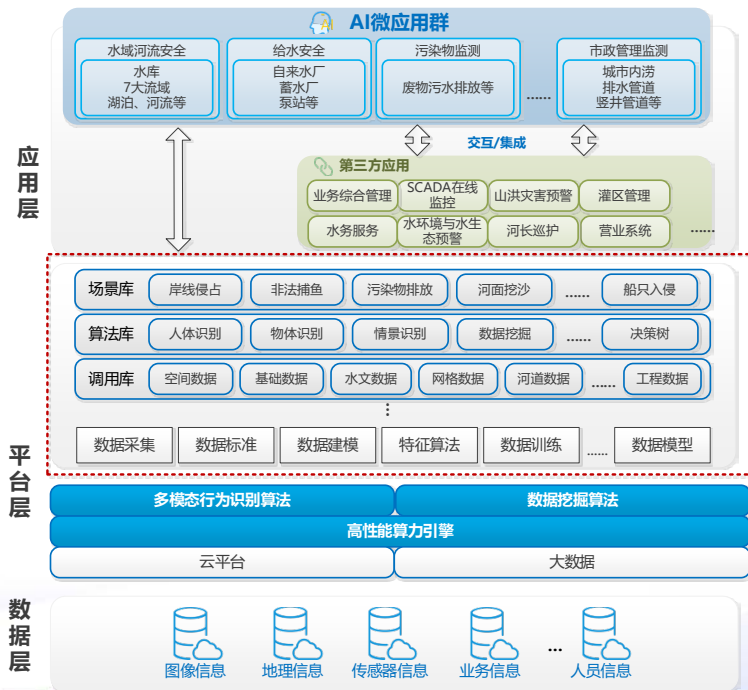 AI微应用群
水域河流安全
水库
7大流域
湖泊、河流等
给水安全
自来水厂
蓄水厂
泵站等
污染物监测
废物污水排放等
......
市政管理监测
城市内涝
排水管道
竖井管道等
交互/集成
应用层
第三方应用
业务综合管理
SCADA在线
监控
山洪灾害预警
灌区管理
水务服务
水环境与水生
态预警
河长巡护
营业系统
......
场景库
岸线侵占
非法捕鱼
污染物排放
河面挖沙
......
船只入侵
算法库
人体识别
物体识别
情景识别
数据挖掘
......
决策树
调用库
空间数据
基础数据
水文数据
网格数据
河道数据
......
工程数据
...
数据采集
数据标准
数据建模
特征算法
数据训练
......
数据模型
平台层
多模态行为识别算法
数据挖掘算法
高性能算力引擎
云平台
大数据
数据层
图像信息
地理信息
传感器信息
业务信息
...
人员信息